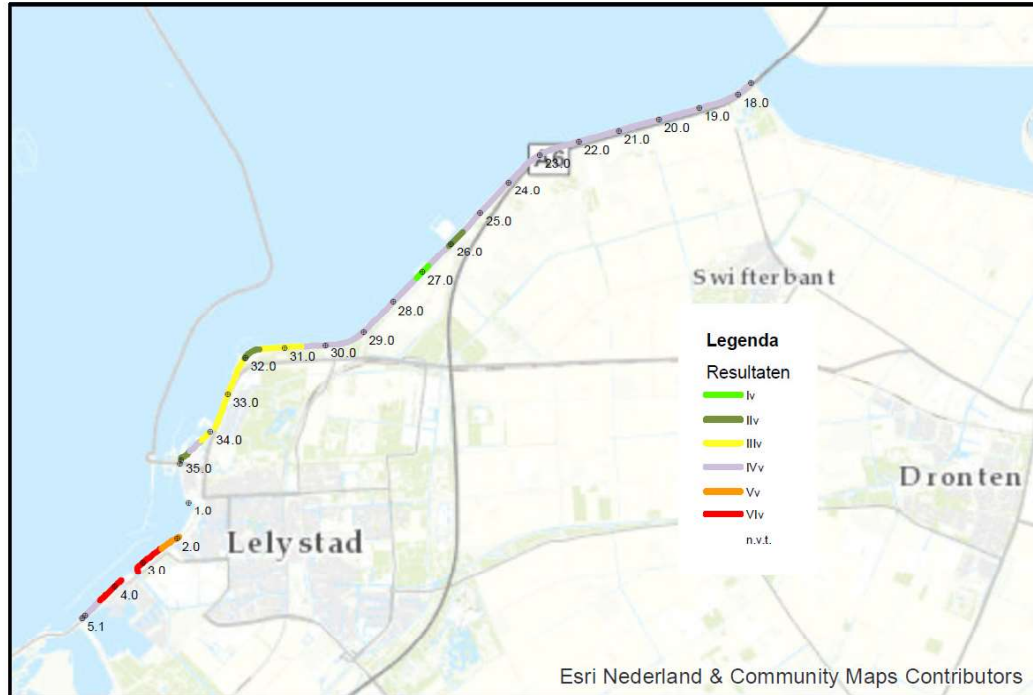 18.0
19.0
20.0
21.0
22.0
A6
23.0
24.0
25.0
26.0
27.0
Swifterbant
28.0
29.0
30.0
31.0
32.0
33.0
34.0
35.0
Legenda
Resultaten
Iv
IIv
IIIv
IVv
Vv
VIv
n.v.t.
Dronten
1.0
2.0
Lelystad
3.0
4.0
5.1
Esri Nederland & Community Maps Contributors